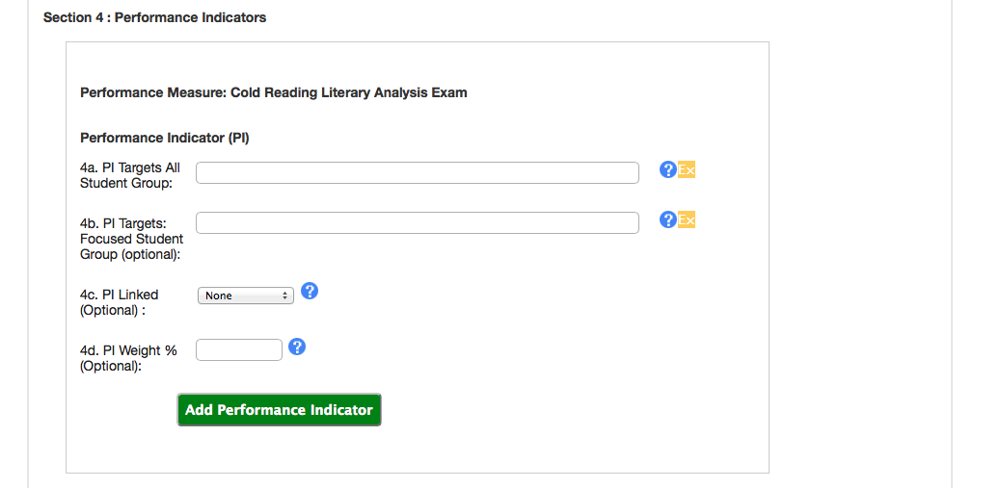 Section 4 : Performance Indicators
Performance Measure: Cold Reading Literary Analysis Exam
Performance Indicator (PI)
4a. PI Targets All
Student Group:
? Ex
4b. PI Targets:
Focused Student
Group (optional):
? Ex
4c. PI Linked
(Optional) :
None
?
4d. PI Weight %
(Optional):
?
Add Performance Indicator